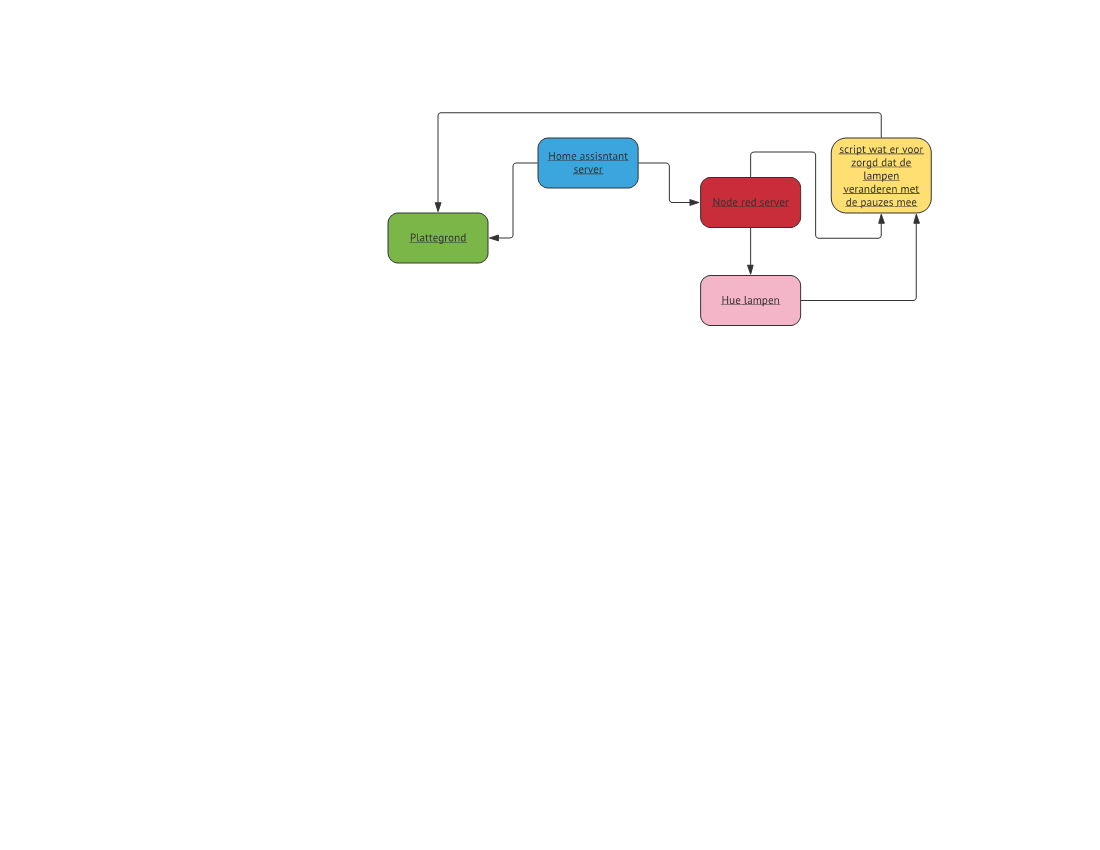 Home assisntant
server
script wat er voor
zorgd dat de
lampen
veranderen met
de pauzes mee
Node red server
Plattegrond
Hue lampen